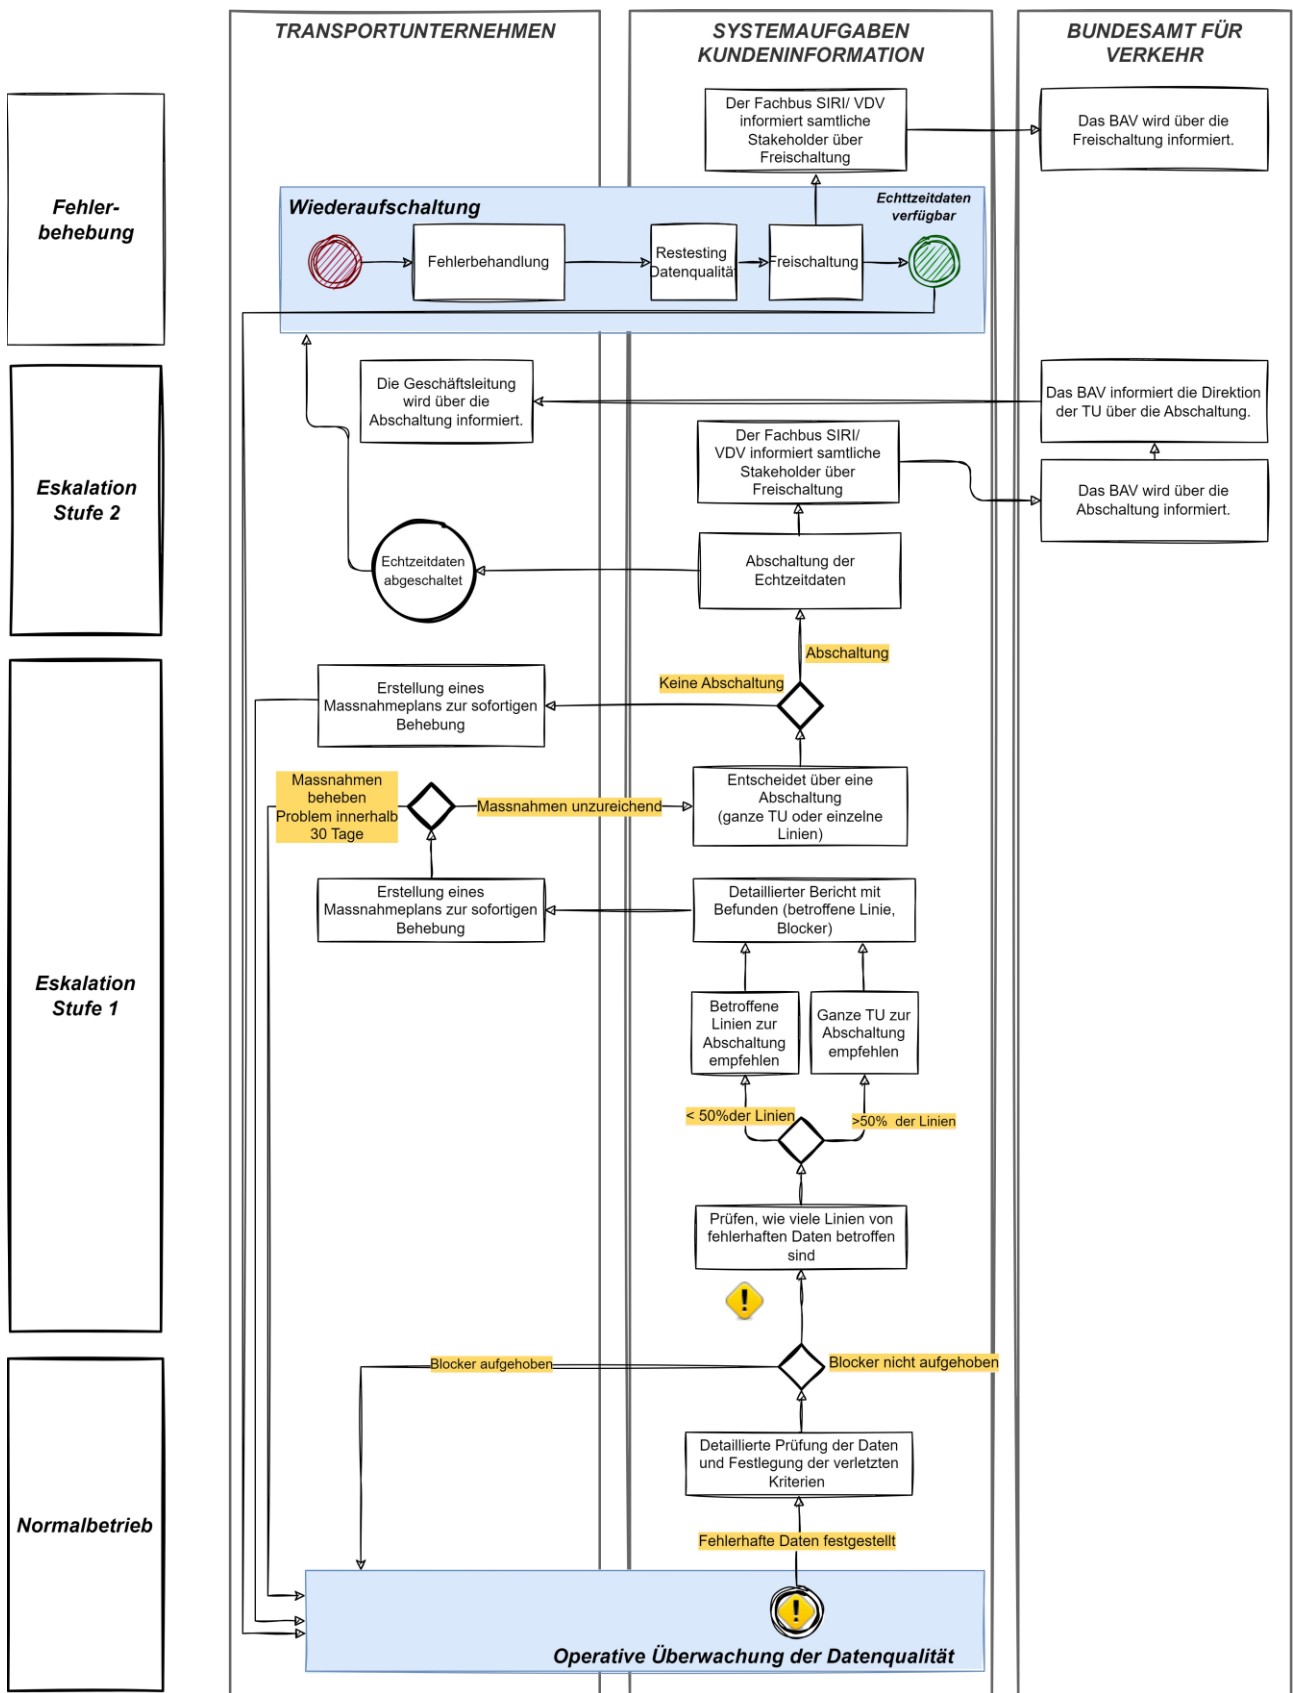 TRANSPORTUNTERNEHMEN
SYSTEMAUFGABEN
KUNDENINFORMATION
BUNDESAMT FÜR
VERKEHR
Fehler-
behebung
Der Fachbus SIRI/ VDV
informiert samtliche
Stakeholder über
Freischaltung
Das BAV wird über die
Freischaltung informiert.
Wiederaufschaltung
Echttzeitdaten
verfügbar
Fehlerbehandlung
Restesting
Datenqualität
Freischaltung
Eskalation
Stufe 2
Die Geschäftsleitung
wird über die
Abschaltung informiert.
Das BAV informiert die Direktion
der TU über die Abschaltung.
Der Fachbus SIRI/
VDV informiert samtliche
Stakeholder über
Freischaltung
Das BAV wird über die
Abschaltung informiert.
Echtzeitdaten
abgeschaltet
Abschaltung der
Echtzeitdaten
Eskalation
Stufe 1
Abschaltung
Keine Abschaltung
Erstellung eines
Massnahmeplans zur sofortigen
Behebung
Massnahmen
beheben
Problem innerhalb
30 Tage
Massnahmen unzureichend
Entscheidet über eine
Abschaltung
(ganze TU oder einzelne
Linien)
Erstellung eines
Massnahmeplans zur sofortigen
Behebung
Detaillierter Bericht mit
Befunden (betroffene Linie,
Blocker)
Betroffene
Linien zur
Abschaltung
empfehlen
Ganze TU zur
Abschaltung
empfehlen
< 50%der Linien
>50%  der Linien
Prüfen, wie viele Linien von
fehlerhaften Daten betroffen
sind
!
Normalbetrieb
Blocker aufgehoben
Blocker nicht aufgehoben
Detaillierte Prüfung der Daten
und Festlegung der verletzten
Kriterien
Fehlerhafte Daten festgestellt
!
Operative Überwachung der Datenqualität